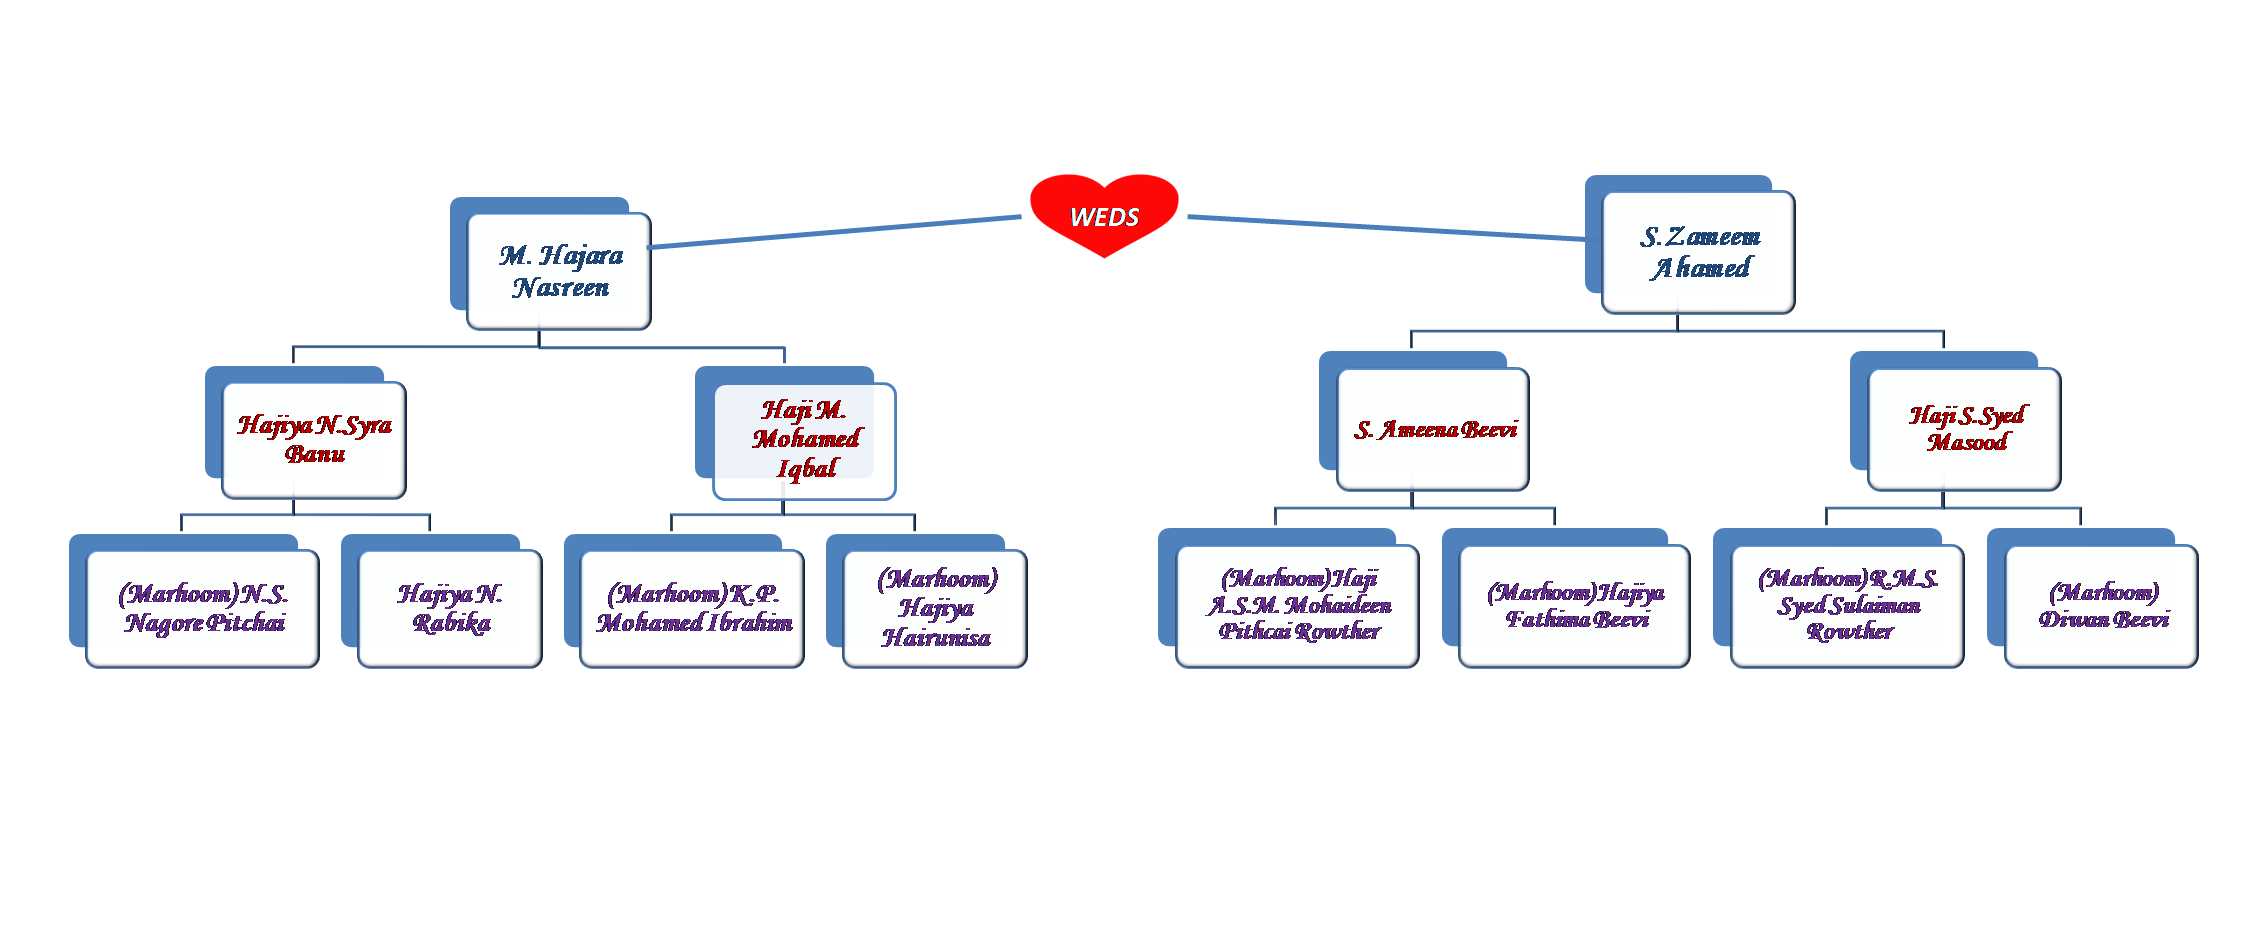 WEDS
M. Hajara
Nasreen
S. Zameem
Ahamed
Hajiya N.Syra
Banu
Haji M.
Mohamed
Iqbal
S. Ameena Beevi
Haji S.Syed
Masood
(Marhoom) N.S.
Nagore Pitchai
Hajiya N.
Rabika
(Marhoom) K.P.
Mohamed Ibrahim
(Marhoom)
Hajiya
Hairunisa
(Marhoom) Haji
A.S.M. Mohaideen
Pithcai Rowther
(Marhoom) Hajiya
Fathima Beevi
(Marhoom) R.M.S.
Syed Sulaiman
Rowther
(Marhoom)
Diwan Beevi